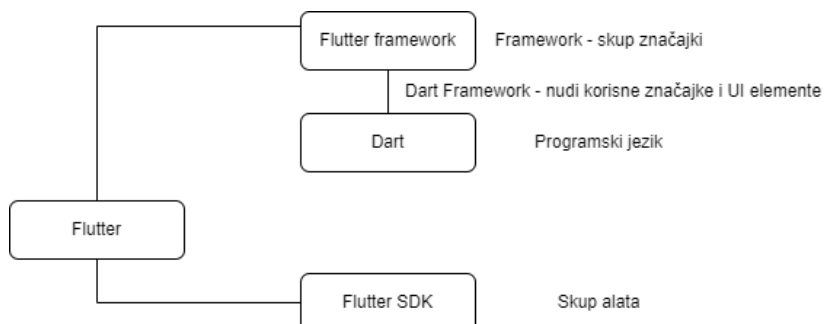 Flutter framework
Framework - skup značajki
Dart Framework - nudi korisne značajke i UI elemente
Dart
Programski jezik
Flutter
Flutter SDK
Skup alata